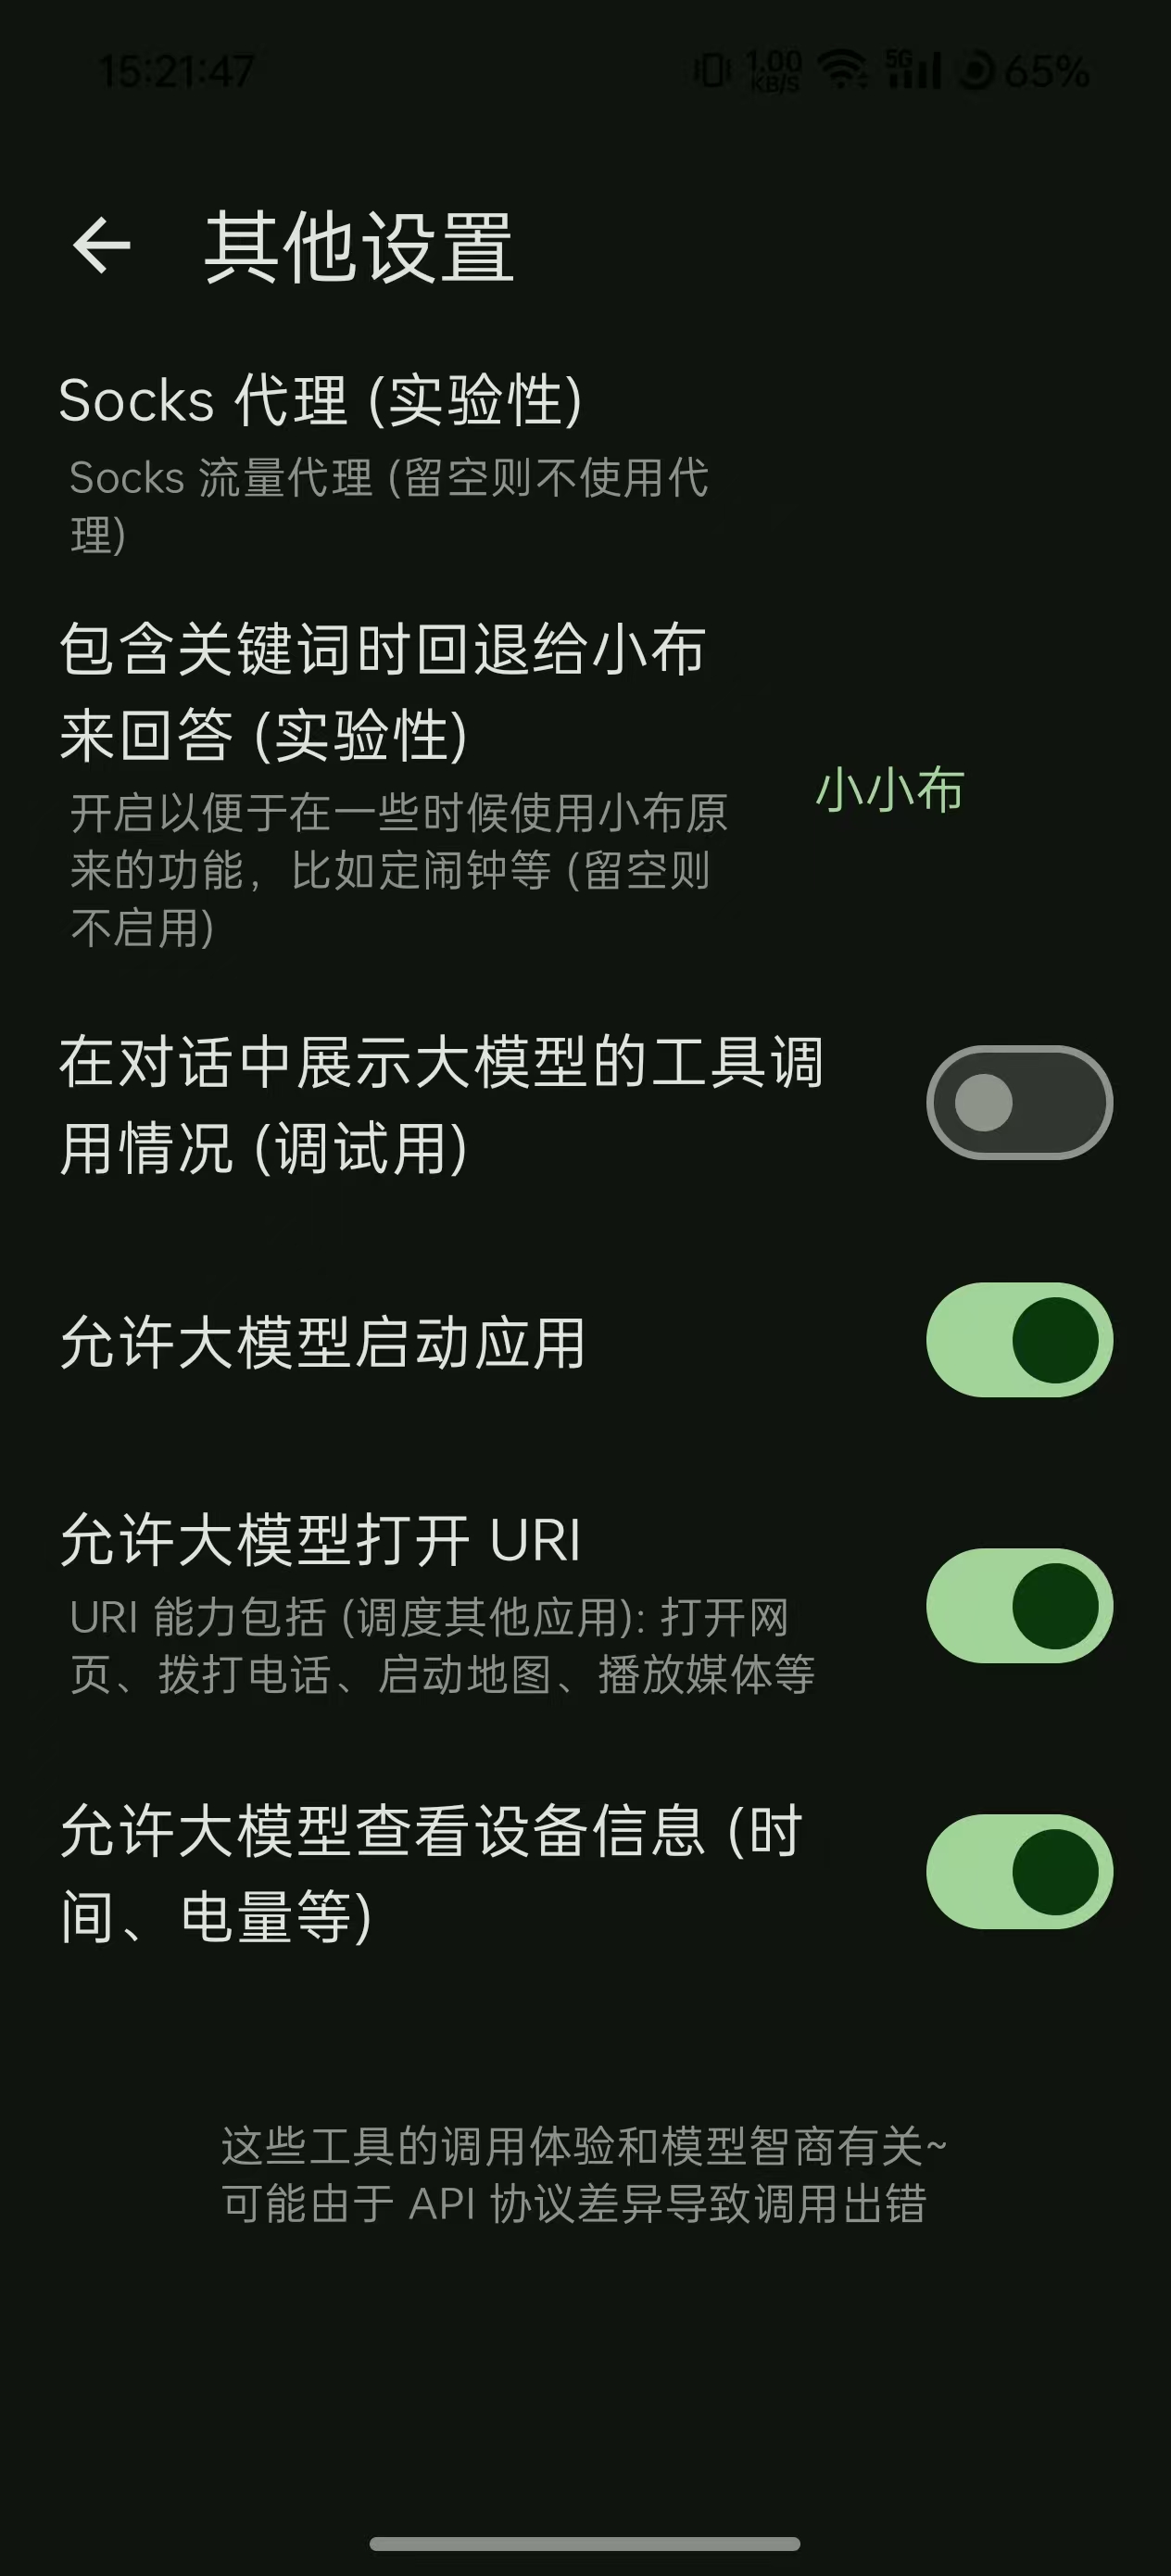 15:21:47
1.00 KB/S 5G 65%
其他设置
Socks 代理 (实验性)
Socks 流量代理 (留空则不使用代
理)
包含关键词时回退给小布
来回答 (实验性)
小小布
开启以便于在一些时候使用小布原
来的功能，比如定闹钟等 (留空则
不启用)
在对话中展示大模型的工具调
用情况 (调试用)
允许大模型启动应用
允许大模型打开 URI
URI 能力包括 (调度其他应用): 打开网
页、拨打电话、启动地图、播放媒体等
允许大模型查看设备信息 (时
间、电量等)
这些工具的调用体验和模型智商有关~
可能由于 API 协议差异导致调用出错